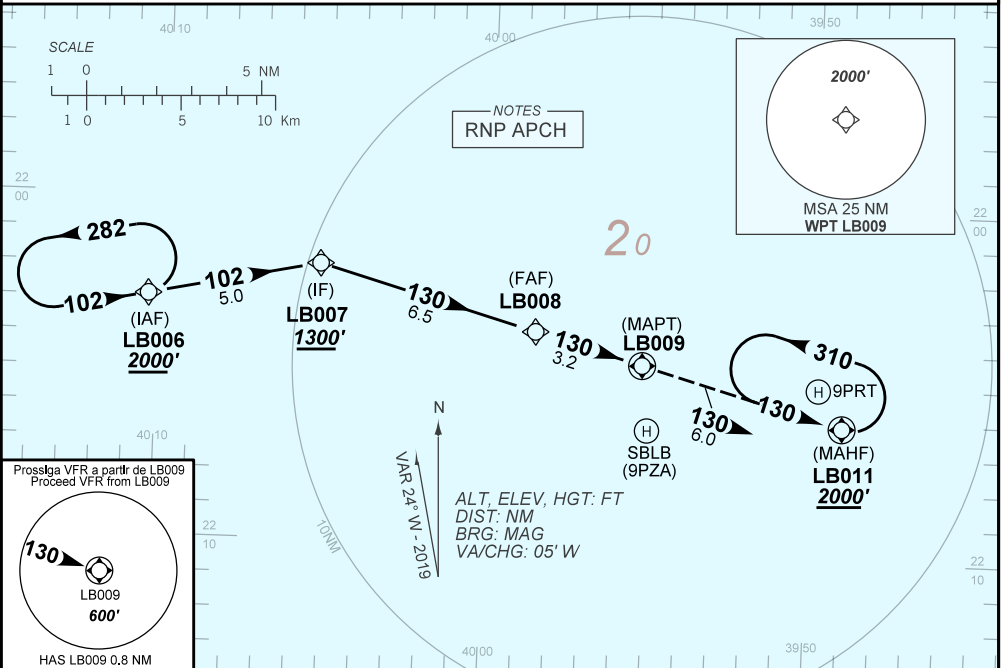 40 10
40 00
39 50
SCALE
1 0 5 NM
1 0 5 10 Km
NOTES
RNP APCH
2000'
MSA 25 NM
WPT LB009
22
00
22
00
20
282
102
(IAF)
LB006
2000'
102
5.0
(IF)
LB007
1300'
130
6.5
(FAF)
LB008
130
3.2
(MAPT)
LB009
130
6.0
310
130
H 9PRT
H
SBLB
(9PZA)
(MAHF)
LB011
2000'
N
VAR 24° W - 2019
ALT, ELEV, HGT: FT
DIST: NM
BRG: MAG
VA/CHG: 05' W
10NM
40 10
Prossiga VFR a partir de LB009
Proceed VFR from LB009
130
LB009
600'
HAS LB009 0.8 NM
22
10
22
10
40 00
39 50